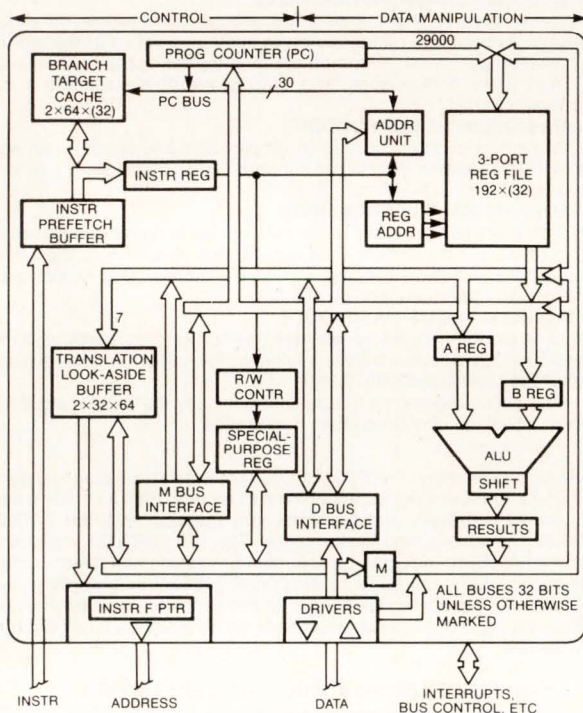 CONTROL
DATA MANIPULATION
PROG COUNTER (PC)
29000
BRANCH
TARGET
CACHE
2×64×(32)
PC BUS
30
ADDR
UNIT
3-PORT
REG FILE
192×(32)
INSTR REG
INSTR
PREFETCH
BUFFER
REG
ADDR
7
TRANSLATION
LOOK-ASIDE
BUFFER
2×32×64
A REG
R/W
CONTR
B REG
SPECIAL-
PURPOSE
REG
ALU
SHIFT
M BUS
INTERFACE
D BUS
INTERFACE
RESULTS
M
INSTR F PTR
DRIVERS
ALL BUSES 32 BITS
UNLESS OTHERWISE
MARKED
INSTR
ADDRESS
DATA
INTERRUPTS,
BUS CONTROL, ETC